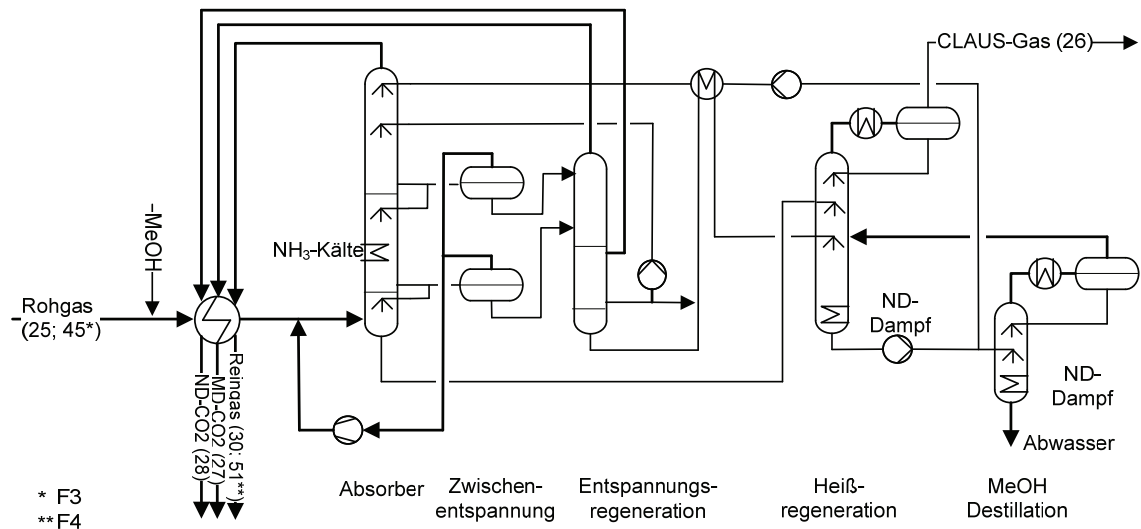 CLAUS-Gas (26)
–MeOH
NH₃-Kälte
Rohgas
(25; 45*)
ND-
Dampf
ND-
Dampf
Abwasser
ND-CO2 (28)
MD-CO2 (27)
Reingas (30; 51**)
Absorber
Zwischen-
entspannung
Entspannungs-
regeneration
Heiß-
regeneration
MeOH
Destillation
* F3
** F4